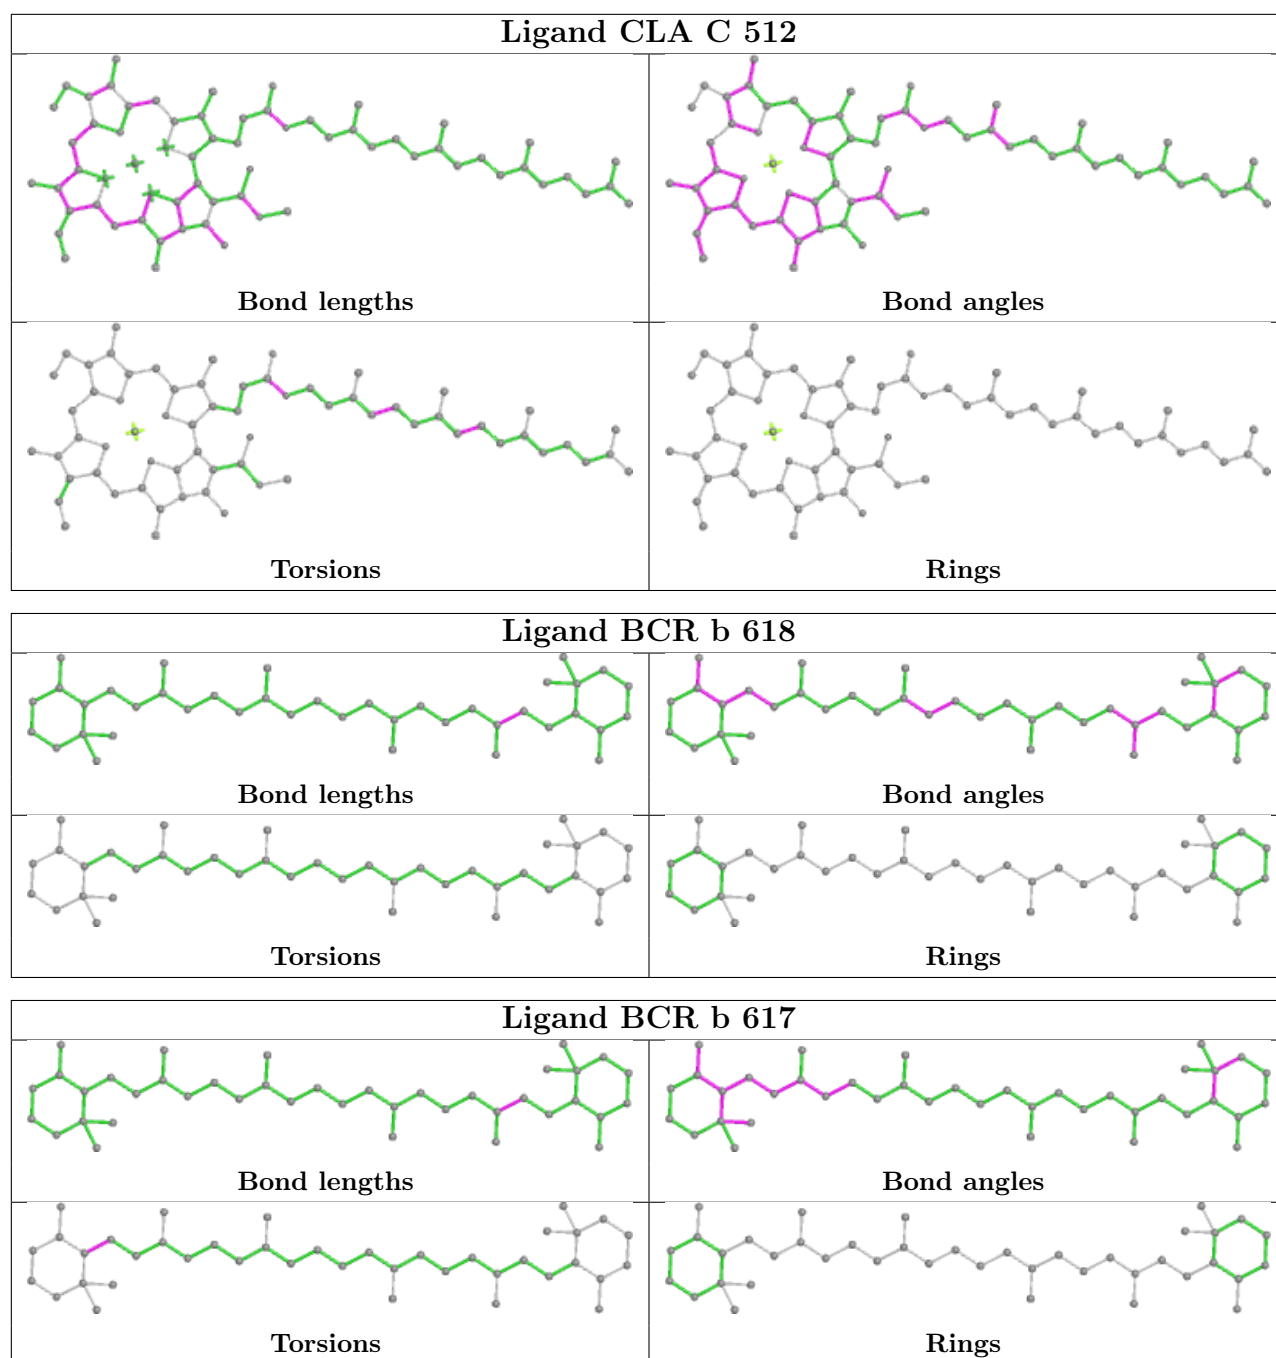 Ligand CLA C 512
Bond lengths
Bond angles
Torsions
Rings
Ligand BCR b 618
Bond lengths
Bond angles
Torsions
Rings
Ligand BCR b 617
Bond lengths
Bond angles
Torsions
Rings